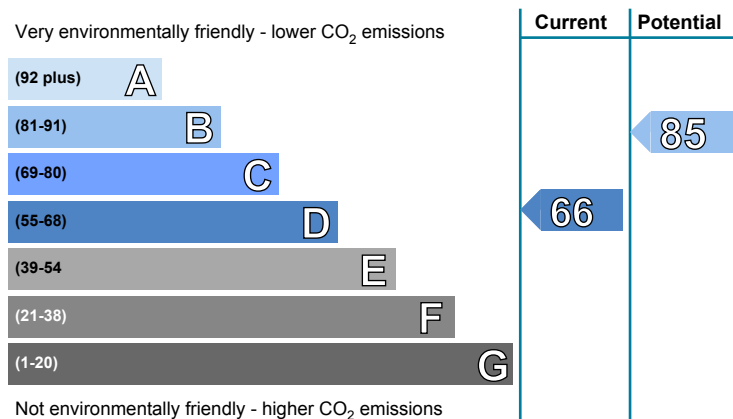 Current Potential
Very environmentally friendly - lower CO₂ emissions
(92 plus) A
(81-91) B
85
(69-80) C
(55-68) D
66
(39-54 E
(21-38) F
(1-20) G
Not environmentally friendly - higher CO₂ emissions